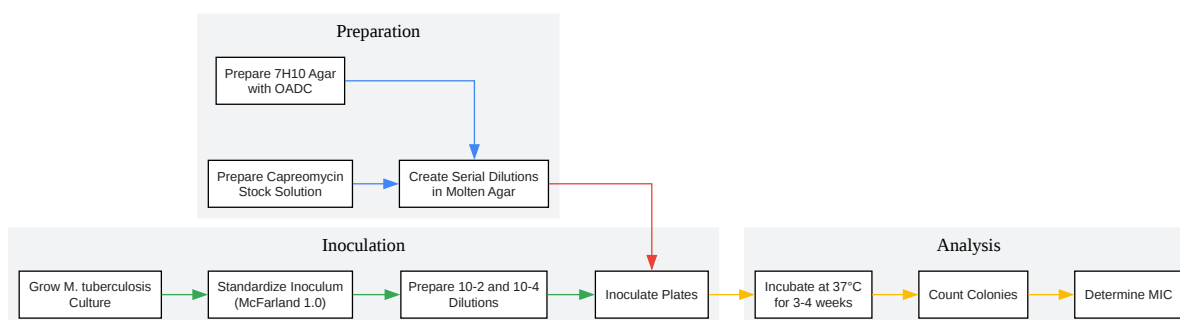 Preparation
Prepare 7H10 Agar
with OADC
Prepare Capreomycin
Stock Solution
Create Serial Dilutions
in Molten Agar
Inoculation
Grow M. tuberculosis
Culture
Standardize Inoculum
(McFarland 1.0)
Prepare 10-2 and 10-4
Dilutions
Inoculate Plates
Analysis
Incubate at 37°C
for 3-4 weeks
Count Colonies
Determine MIC